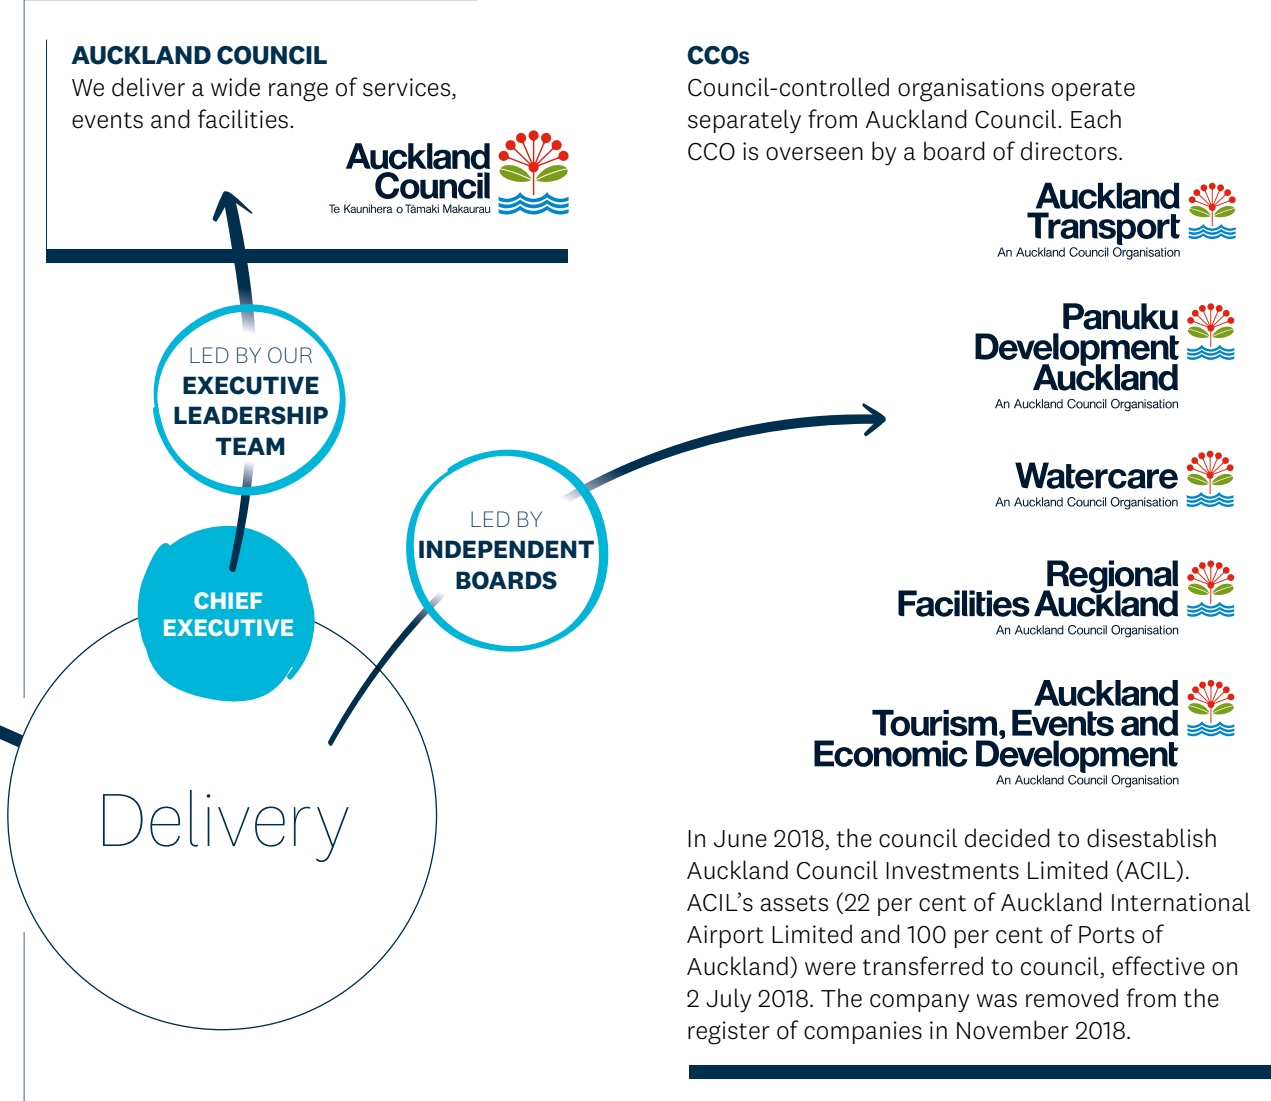 AUCKLAND COUNCIL
We deliver a wide range of services,
events and facilities.
Auckland
Council
Te Kaunihera o Tāmaki Makaurau
LED BY OUR
EXECUTIVE
LEADERSHIP
TEAM
CHIEF
EXECUTIVE
LED BY
INDEPENDENT
BOARDS
Delivery
CCOs
Council-controlled organisations operate
separately from Auckland Council. Each
CCO is overseen by a board of directors.
Auckland
Transport
An Auckland Council Organisation
Panuku
Development
Auckland
An Auckland Council Organisation
Watercare
An Auckland Council Organisation
Regional
Facilities Auckland
An Auckland Council Organisation
Auckland
Tourism, Events and
Economic Development
An Auckland Council Organisation
In June 2018, the council decided to disestablish
Auckland Council Investments Limited (ACIL).
ACIL’s assets (22 per cent of Auckland International
Airport Limited and 100 per cent of Ports of
Auckland) were transferred to council, effective on
2 July 2018. The company was removed from the
register of companies in November 2018.